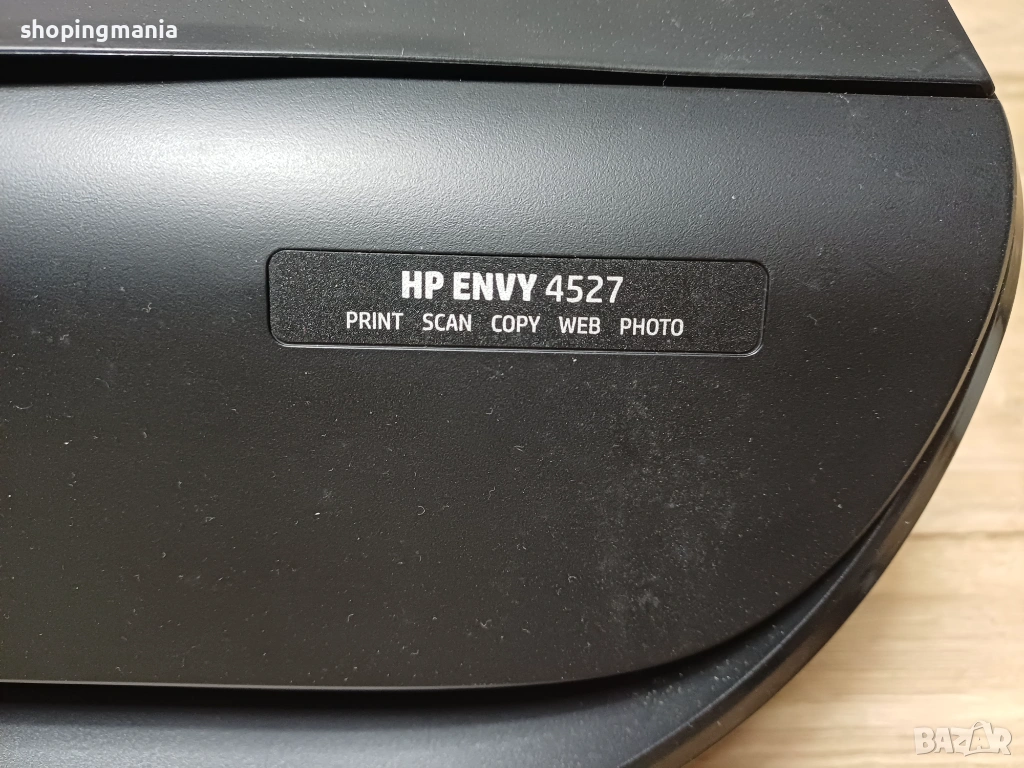 shopingmania
HP ENVY 4527
PRINT SCAN COPY WEB PHOTO
BAZAR